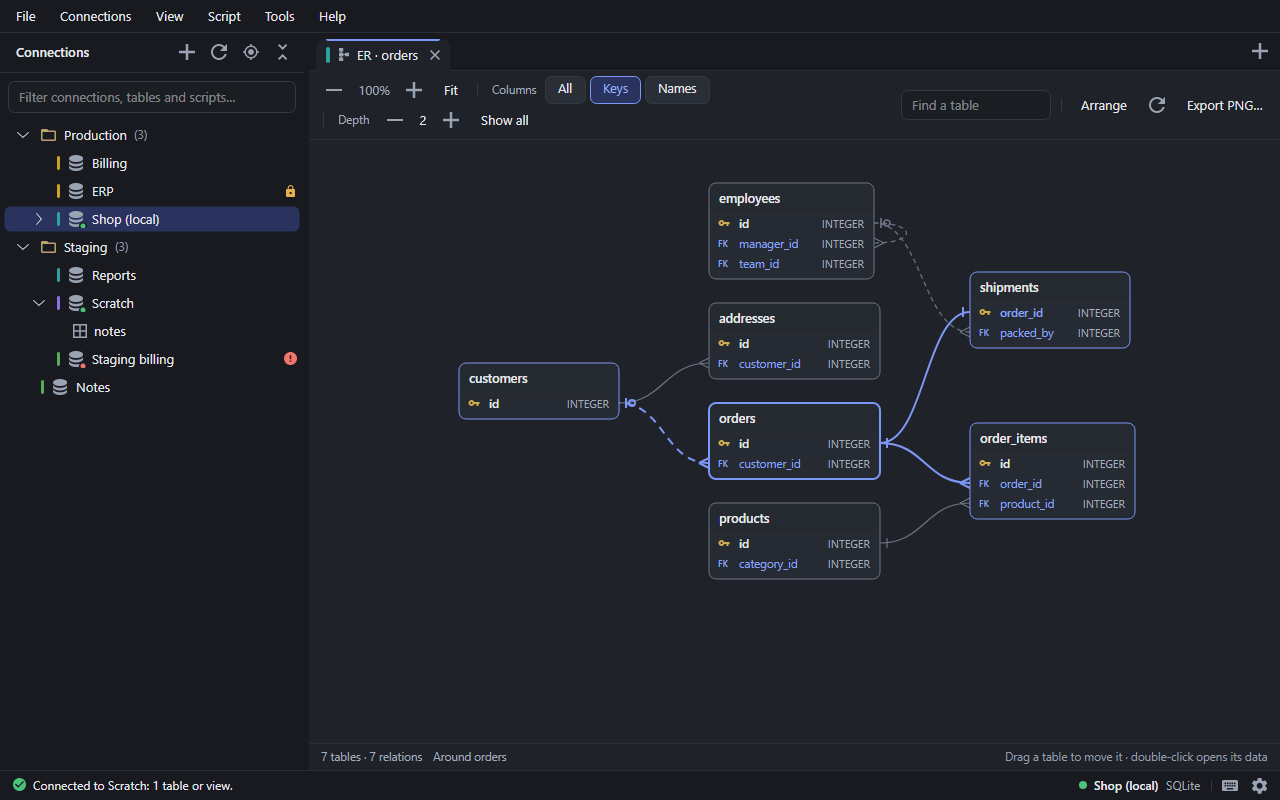 File Connections View Script Tools Help
Connections
ER · orders
100% Fit Columns All Keys Names
Find a table Arrange Export PNG...
Depth 2 Show all
Filter connections, tables and scripts...
Production (3)
Billing
ERP
Shop (local)
Staging (3)
Reports
Scratch
notes
Staging billing
Notes
employees
id INTEGER
FK manager_id INTEGER
FK team_id INTEGER
shipments
order_id INTEGER
FK packed_by INTEGER
addresses
id INTEGER
FK customer_id INTEGER
customers
id INTEGER
orders
id INTEGER
FK customer_id INTEGER
order_items
id INTEGER
FK order_id INTEGER
FK product_id INTEGER
products
id INTEGER
FK category_id INTEGER
7 tables · 7 relations Around orders
Drag a table to move it · double-click opens its data
Connected to Scratch: 1 table or view.
Shop (local) SQLite